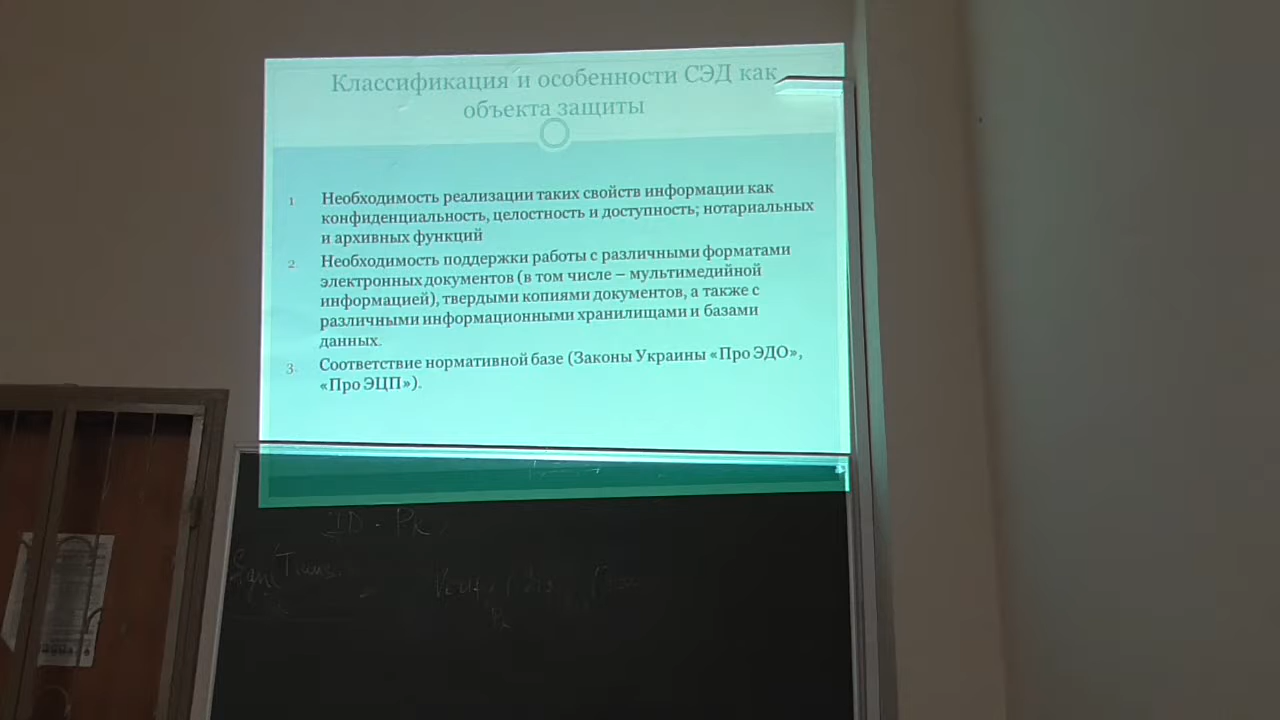 Классификация и особенности СЭД как
объекта защиты
1. Необходимость реализации таких свойств информации как
конфиденциальность, целостность и доступность; нотариальных
и архивных функций
2. Необходимость поддержки работы с различными форматами
электронных документов (в том числе – мультимедийной
информацией), твердыми копиями документов, а также с
различными информационными хранилищами и базами
данных.
3. Соответствие нормативной базе (Законы Украины «Про ЭДО»,
«Про ЭЦП»).
ID - Pk